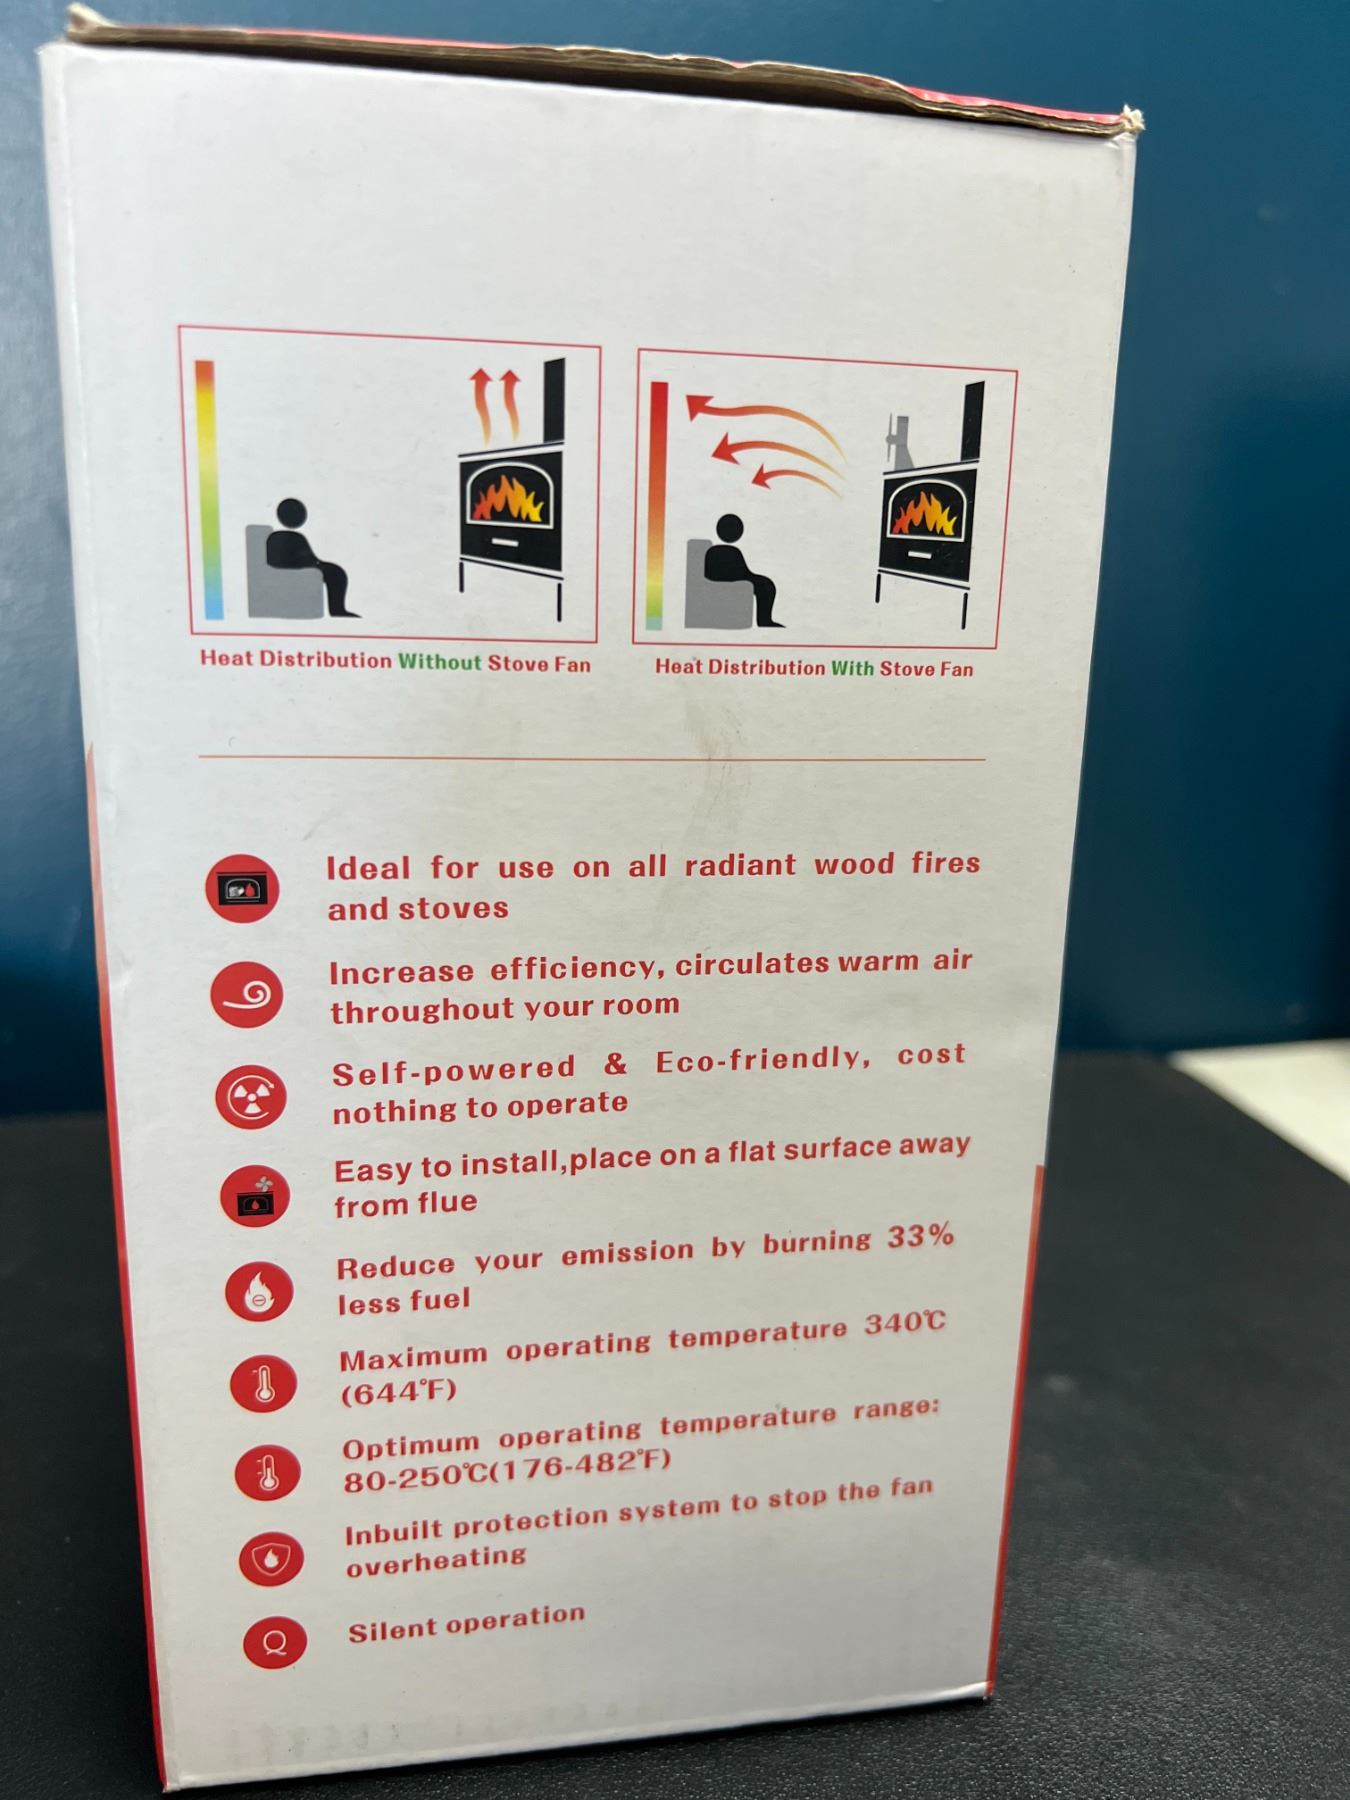 Heat Distribution Without Stove Fan
Heat Distribution With Stove Fan
Ideal for use on all radiant wood fires
and stoves
Increase efficiency, circulates warm air
throughout your room
Self-powered & Eco-friendly, cost
nothing to operate
Easy to install,place on a flat surface away
from flue
Reduce your emission by burning 33%
less fuel
Maximum operating temperature 340℃
(644℉)
Optimum operating temperature range:
80-250℃(176-482℉)
Inbuilt protection system to stop the fan
overheating
Silent operation